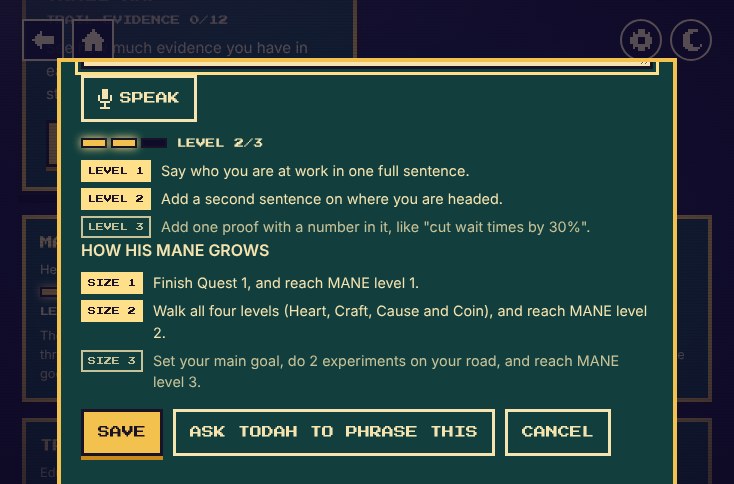 TRAIL EVIDENCE 0/12
much evidence you have in
SPEAK
LEVEL 2/3
LEVEL 1 Say who you are at work in one full sentence.
LEVEL 2 Add a second sentence on where you are headed.
LEVEL 3 Add one proof with a number in it, like "cut wait times by 30%".
HOW HIS MANE GROWS
SIZE 1 Finish Quest 1, and reach MANE level 1.
SIZE 2 Walk all four levels (Heart, Craft, Cause and Coin), and reach MANE level
2.
SIZE 3 Set your main goal, do 2 experiments on your road, and reach MANE
level 3.
SAVE ASK TODAH TO PHRASE THIS CANCEL